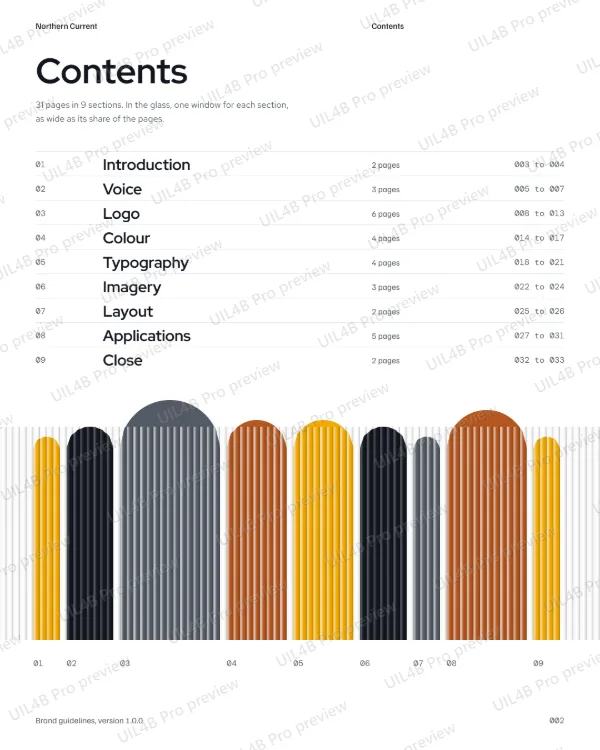 Northern Current
Contents
Contents
31 pages in 9 sections. In the glass, one window for each section,
as wide as its share of the pages.
01 Introduction 2 pages 003 to 004
02 Voice 3 pages 005 to 007
03 Logo 6 pages 008 to 013
04 Colour 4 pages 014 to 017
05 Typography 4 pages 018 to 021
06 Imagery 3 pages 022 to 024
07 Layout 2 pages 025 to 026
08 Applications 5 pages 027 to 031
09 Close 2 pages 032 to 033
01 02 03 04 05 06 07 08 09
Brand guidelines, version 1.0.0
002
UIL4B Pro preview